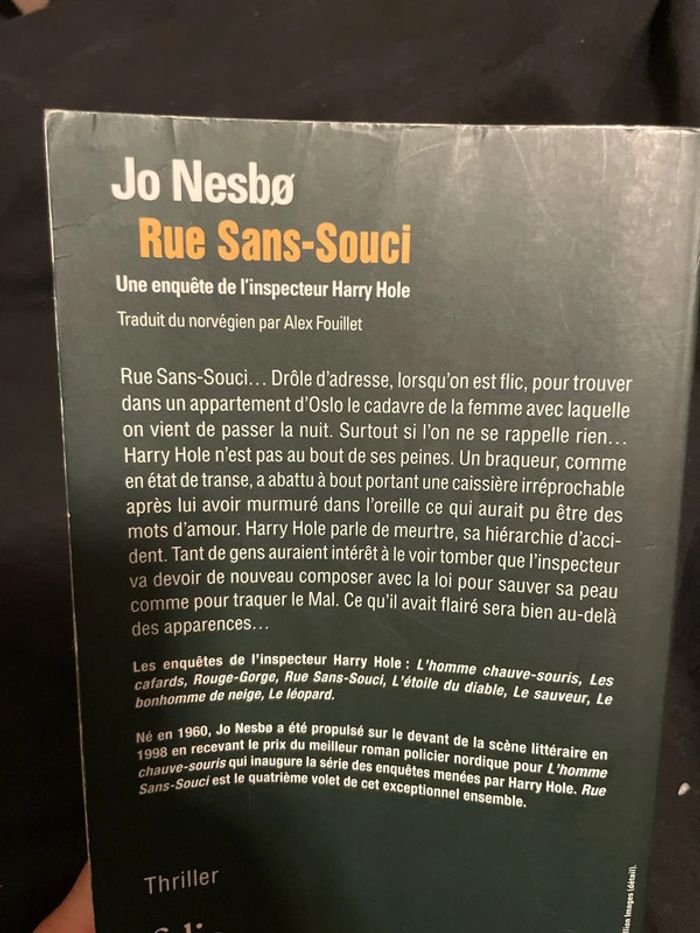 Jo Nesbø
Rue Sans-Souci
Une enquête de l'inspecteur Harry Hole
Traduit du norvégien par Alex Fouillet
Rue Sans-Souci… Drôle d'adresse, lorsqu'on est flic, pour trouver
dans un appartement d'Oslo le cadavre de la femme avec laquelle
on vient de passer la nuit. Surtout si l'on ne se rappelle rien…
Harry Hole n'est pas au bout de ses peines. Un braqueur, comme
en état de transe, a abattu à bout portant une caissière irréprochable
après lui avoir murmuré dans l'oreille ce qui aurait pu être des
mots d'amour. Harry Hole parle de meurtre, sa hiérarchie d'acci-
dent. Tant de gens auraient intérêt à le voir tomber que l'inspecteur
va devoir de nouveau composer avec la loi pour sauver sa peau
comme pour traquer le Mal. Ce qu'il avait flairé sera bien au-delà
des apparences…
Les enquêtes de l'inspecteur Harry Hole : L'homme chauve-souris, Les
cafards, Rouge-Gorge, Rue Sans-Souci, L'étoile du diable, Le sauveur, Le
bonhomme de neige, Le léopard.
Né en 1960, Jo Nesbø a été propulsé sur le devant de la scène littéraire en
1998 en recevant le prix du meilleur roman policier nordique pour L'homme
chauve-souris qui inaugure la série des enquêtes menées par Harry Hole. Rue
Sans-Souci est le quatrième volet de cet exceptionnel ensemble.
Thriller
Images (détail).